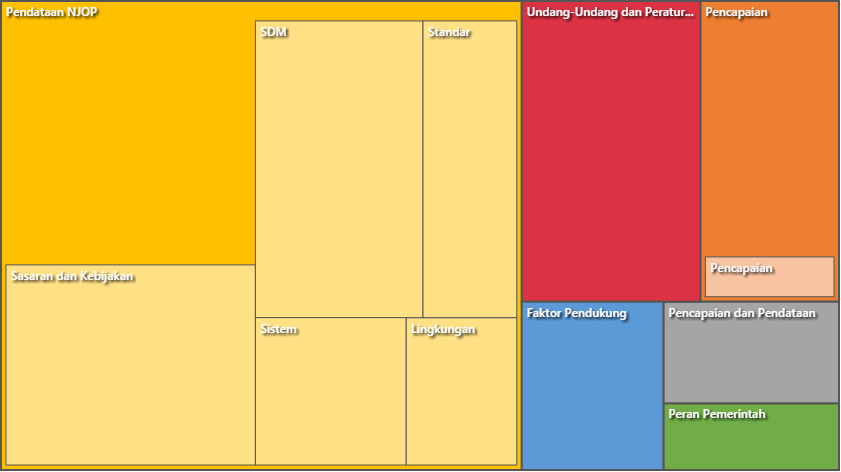 Pendataan NJOP
SDM
Standar
Sasaran dan Kebijakan
Sistem
Lingkungan
Undang-Undang dan Peratur...
Pencapaian
Pencapaian
Faktor Pendukung
Pencapaian dan Pendataan
Peran Pemerintah